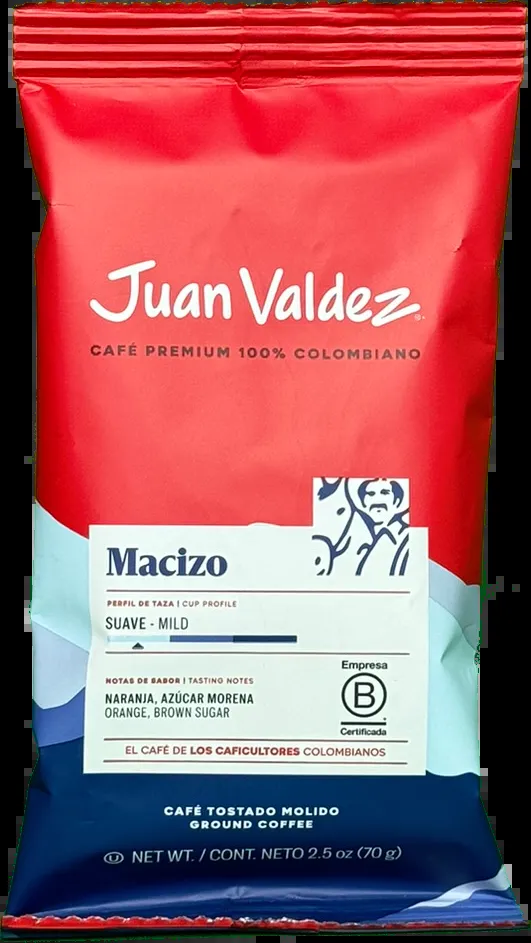 Juan Valdez®
CAFÉ PREMIUM 100% COLOMBIANO
Macizo
PERFIL DE TAZA | CUP PROFILE
SUAVE - MILD
NOTAS DE SABOR | TASTING NOTES
NARANJA, AZÚCAR MORENA
ORANGE, BROWN SUGAR
Empresa
B
Certificada
EL CAFÉ DE LOS CAFICULTORES COLOMBIANOS
CAFÉ TOSTADO MOLIDO
GROUND COFFEE
U NET WT. / CONT. NETO 2.5 oz (70 g)